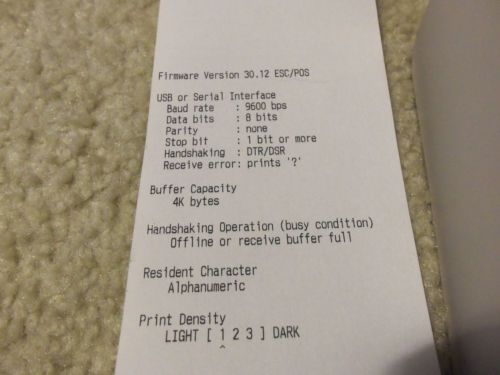 Firmware Version 30.12 ESC/POS
USB or Serial Interface
Baud rate : 9600 bps
Data bits : 8 bits
Parity : none
Stop bit : 1 bit or more
Handshaking : DTR/DSR
Receive error: prints '?'
Buffer Capacity
4K bytes
Handshaking Operation (busy condition)
Offline or receive buffer full
Resident Character
Alphanumeric
Print Density
LIGHT [ 1 2 3 ] DARK
^